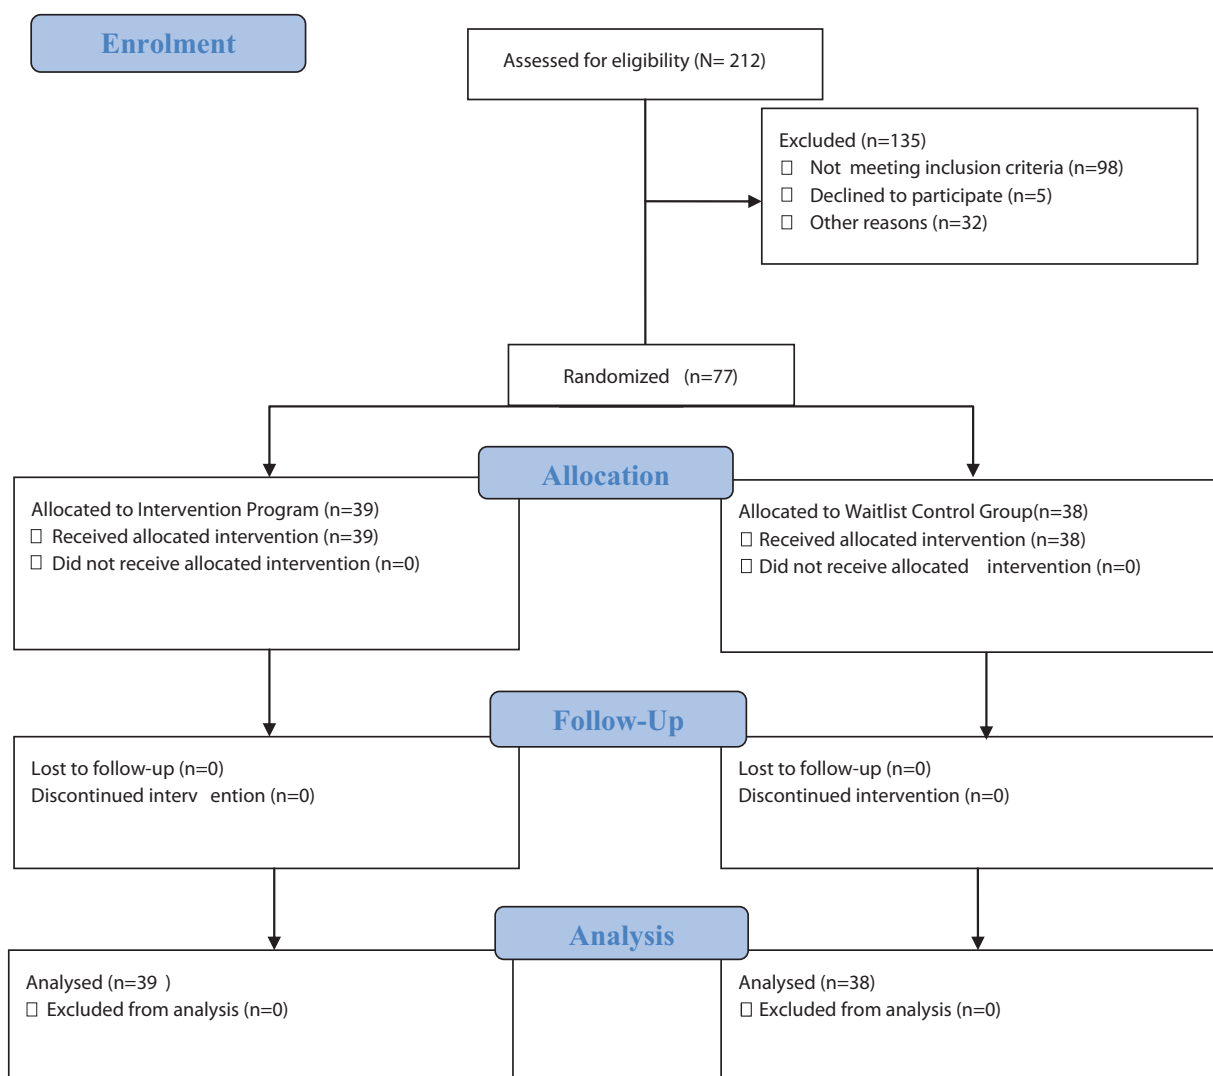 Enrolment
Assessed for eligibility (N= 212)
Excluded (n=135)
□ Not meeting inclusion criteria (n=98)
□ Declined to participate (n=5)
□ Other reasons (n=32)
Randomized (n=77)
Allocation
Allocated to Intervention Program (n=39)
□ Received allocated intervention (n=39)
□ Did not receive allocated intervention (n=0)
Allocated to Waitlist Control Group(n=38)
□ Received allocated intervention (n=38)
□ Did not receive allocated intervention (n=0)
Follow-Up
Lost to follow-up (n=0)
Discontinued interv ention (n=0)
Lost to follow-up (n=0)
Discontinued intervention (n=0)
Analysis
Analysed (n=39 )
□ Excluded from analysis (n=0)
Analysed (n=38)
□ Excluded from analysis (n=0)